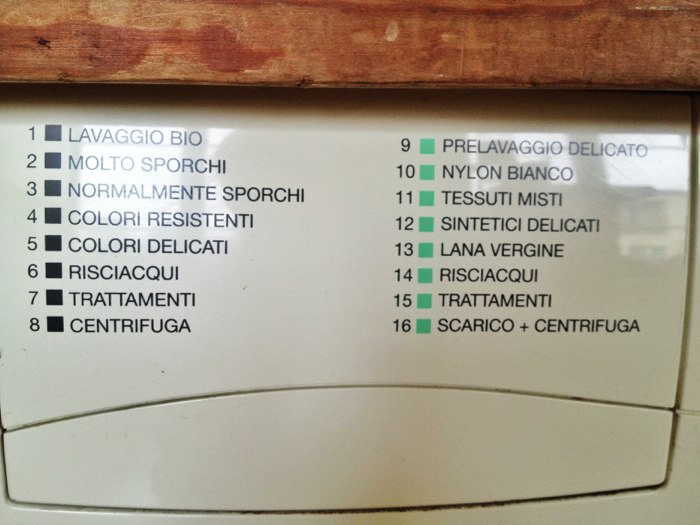 1 LAVAGGIO BIO
2 MOLTO SPORCHI
3 NORMALMENTE SPORCHI
4 COLORI RESISTENTI
5 COLORI DELICATI
6 RISCIACQUI
7 TRATTAMENTI
8 CENTRIFUGA
9 PRELAVAGGIO DELICATO
10 NYLON BIANCO
11 TESSUTI MISTI
12 SINTETICI DELICATI
13 LANA VERGINE
14 RISCIACQUI
15 TRATTAMENTI
16 SCARICO + CENTRIFUGA